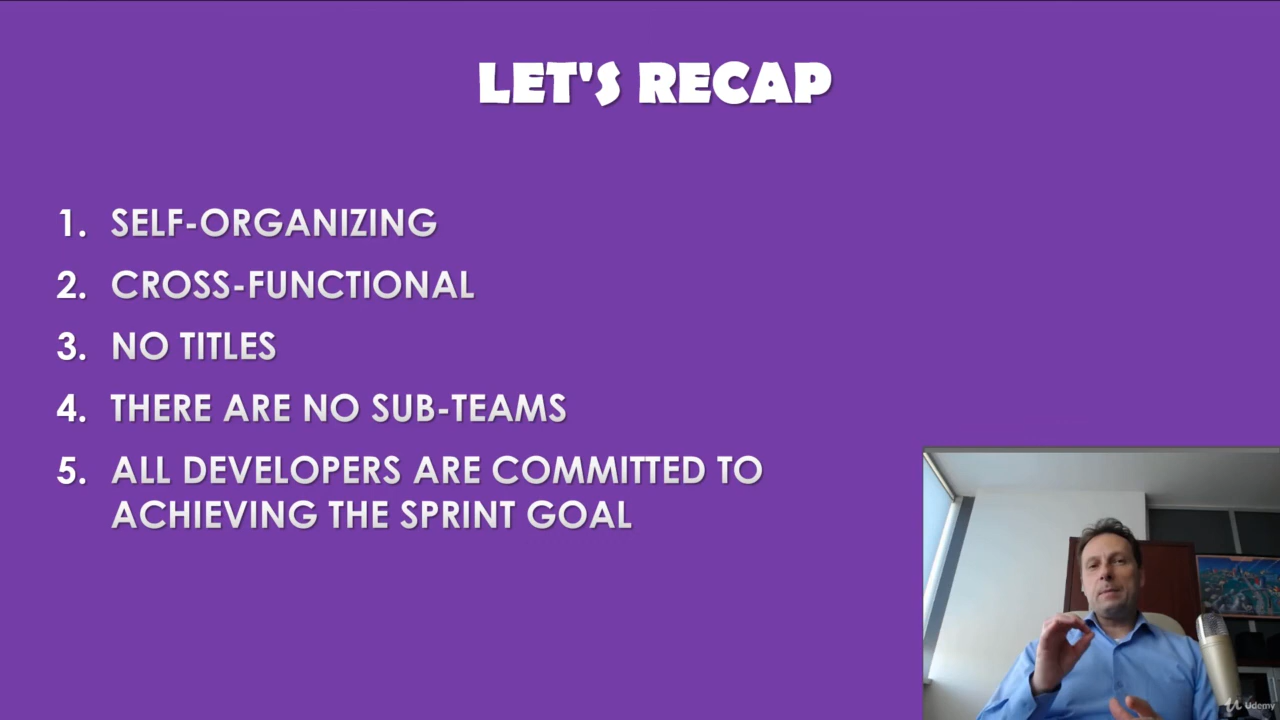 LET'S RECAP
1. SELF-ORGANIZING
2. CROSS-FUNCTIONAL
3. NO TITLES
4. THERE ARE NO SUB-TEAMS
5. ALL DEVELOPERS ARE COMMITTED TO
ACHIEVING THE SPRINT GOAL
Udemy